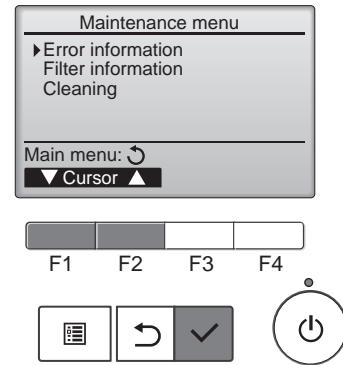 Maintenance menu
Error information
Filter information
Cleaning
Main menu:
Cursor
F1 F2 F3 F4